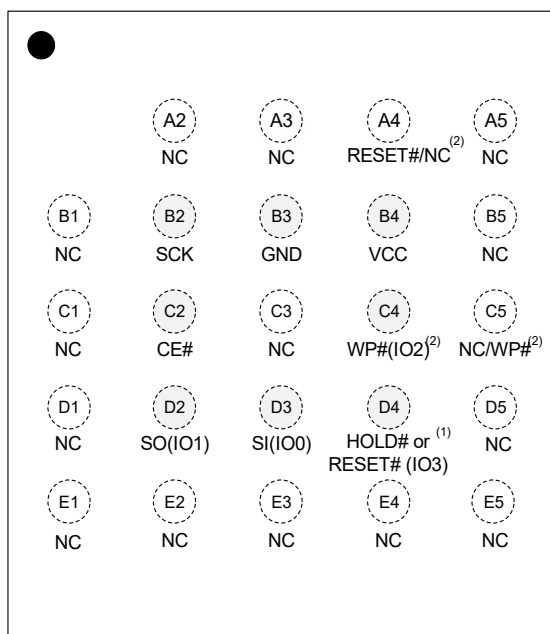 A2 A3 A4 A5
NC NC RESET#/NC(2) NC
B1 B2 B3 B4 B5
NC SCK GND VCC NC
C1 C2 C3 C4 C5
NC CE# NC WP#(IO2)(2) NC/WP#(2)
D1 D2 D3 D4 D5
NC SO(IO1) SI(IO0) HOLD# or (1) NC
RESET# (IO3)
E1 E2 E3 E4 E5
NC NC NC NC NC